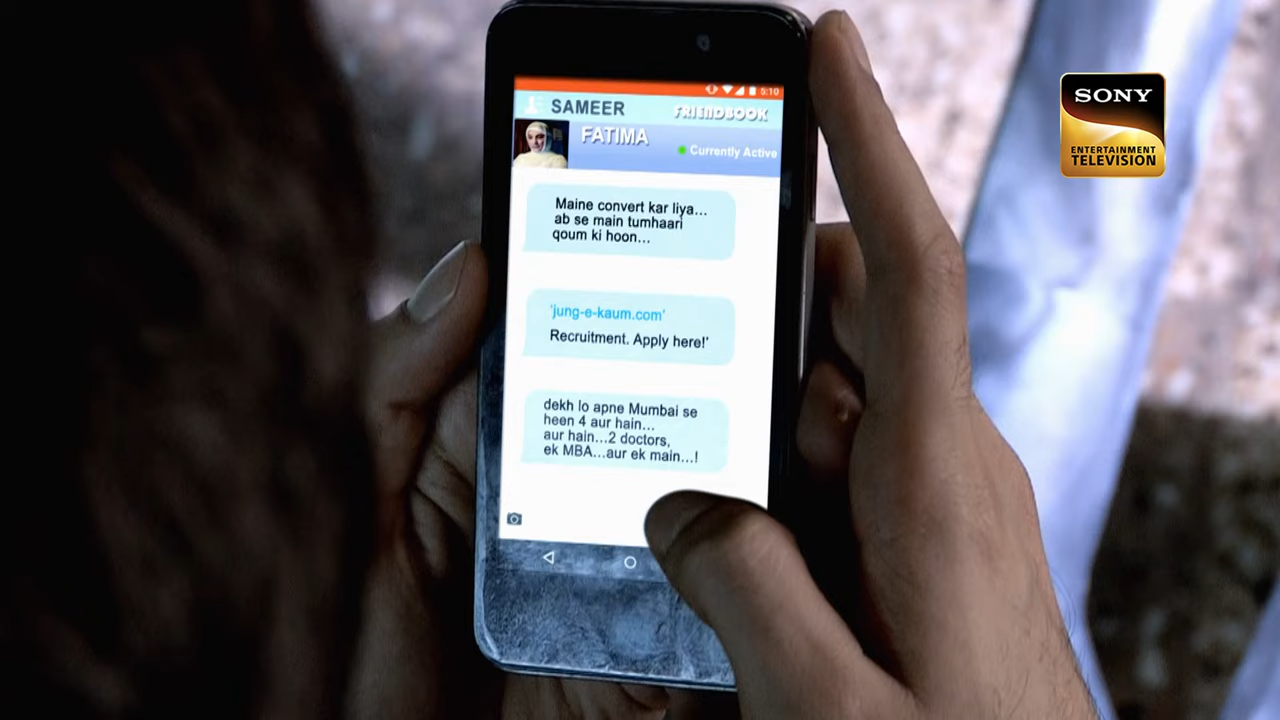 5:10
SAMEER
FRIENDBOOK
FATIMA
Currently Active
Maine convert kar liya...
ab se main tumhaari
qoum ki hoon...
'jung-e-kaum.com'
Recruitment. Apply here!'
dekh lo apne Mumbai se
heen 4 aur hain...
aur hain...2 doctors,
ek MBA...aur ek main...!
SONY
ENTERTAINMENT
TELEVISION